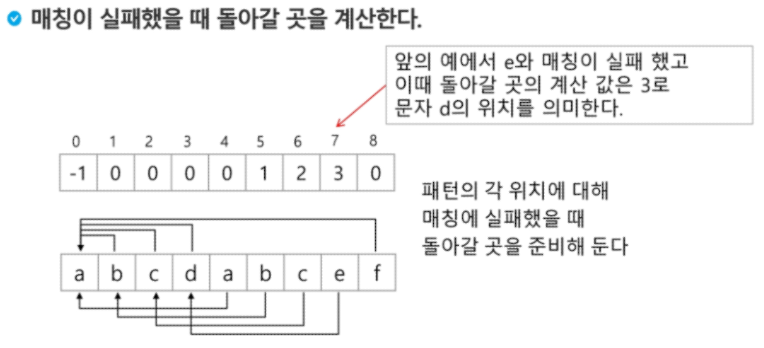 매칭이 실패했을 때 돌아갈 곳을 계산한다.
앞의 예에서 e와 매칭이 실패 했고
이때 돌아갈 곳의 계산 값은 3로
문자 d의 위치를 의미한다.
0 1 2 3 4 5 6 7 8
-1 0 0 0 0 1 2 3 0
패턴의 각 위치에 대해
매칭에 실패했을 때
돌아갈 곳을 준비해 둔다
a b c d a b c e f